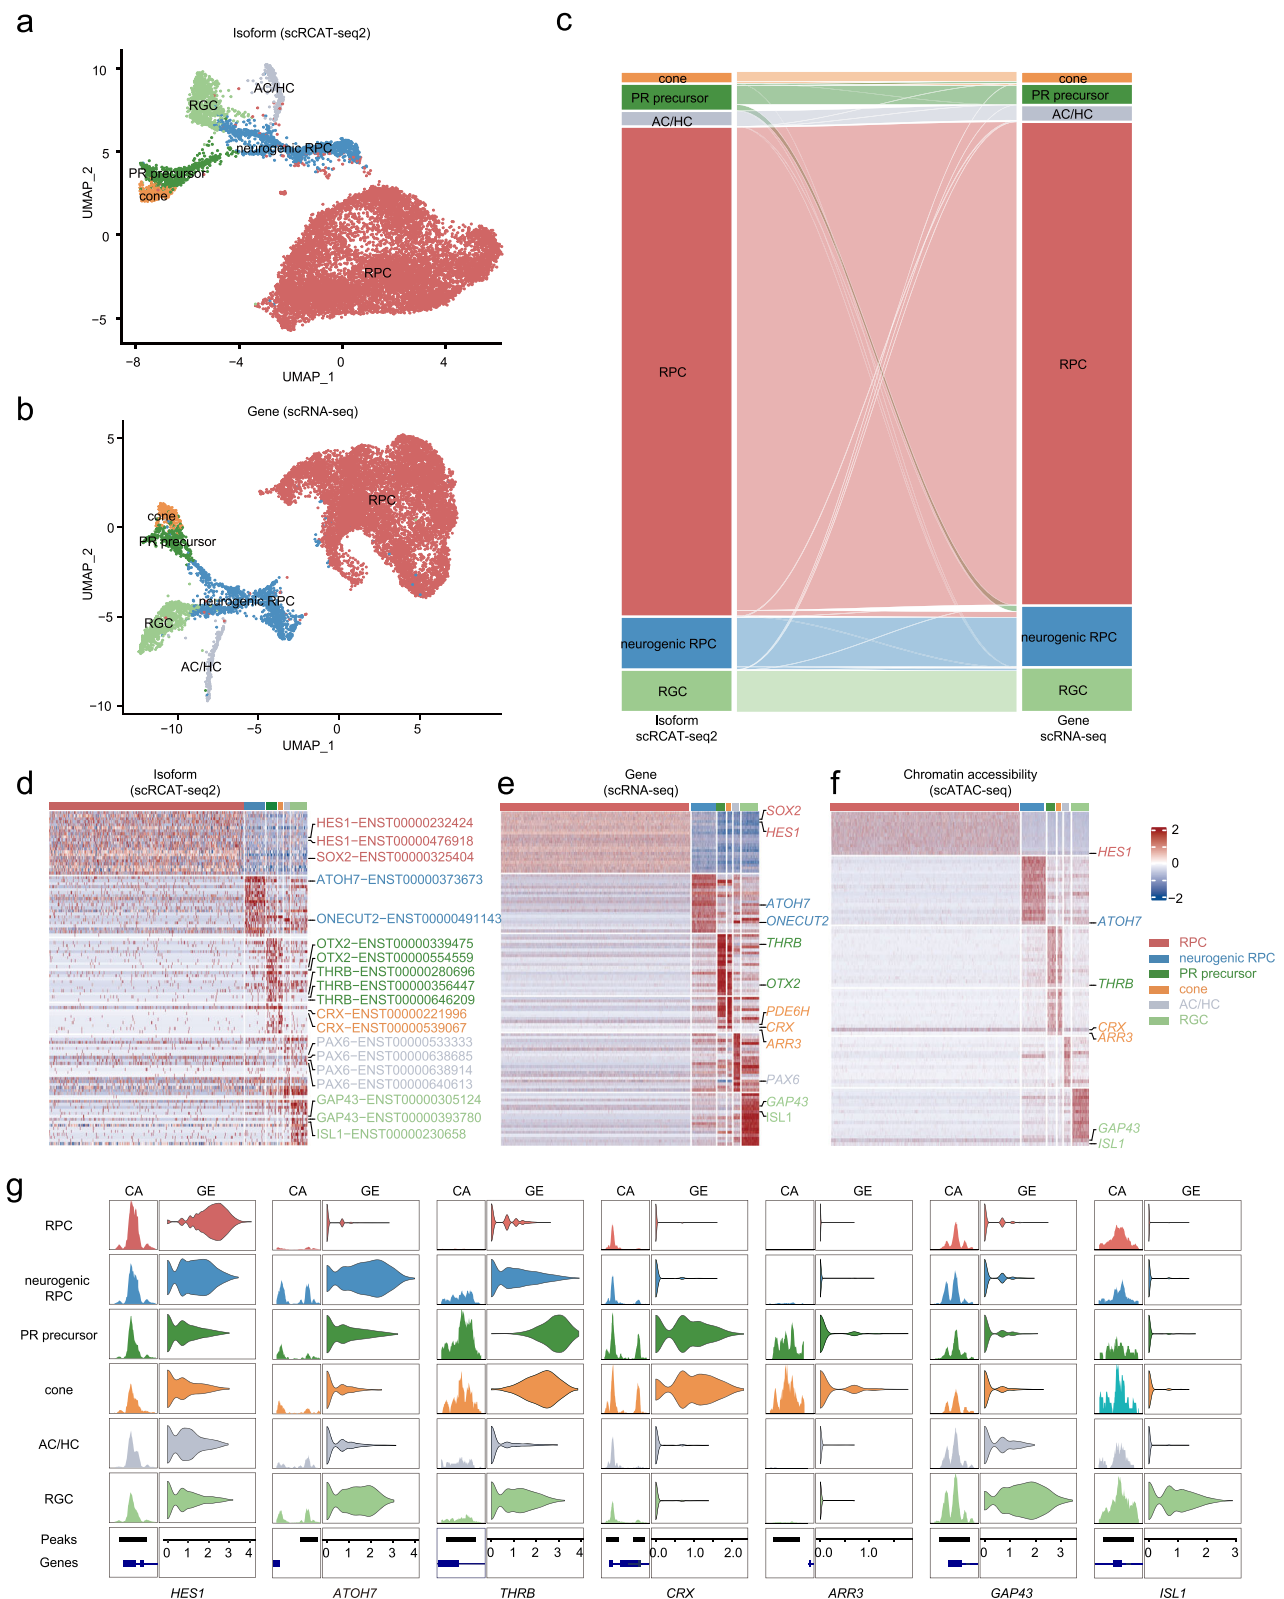 a
Isoform (scRCAT-seq2)
10
5
0
−5
−8
−4
0
4
UMAP_1
UMAP_2
RGC
AC/HC
neurogenic RPC
PR precursor
cone
RPC
b
Gene (scRNA-seq)
5
0
−5
−10
−10
−5
0
5
UMAP_1
UMAP_2
cone
PR precursor
neurogenic RPC
RGC
AC/HC
RPC
c
cone
PR precursor
AC/HC
RPC
neurogenic RPC
RGC
Isoform
scRCAT-seq2
cone
PR precursor
AC/HC
RPC
neurogenic RPC
RGC
Gene
scRNA-seq
d
Isoform
(scRCAT-seq2)
HES1−ENST00000232424
HES1−ENST00000476918
SOX2−ENST00000325404
ATOH7−ENST00000373673
ONECUT2−ENST00000491143
OTX2−ENST00000339475
OTX2−ENST00000554559
THRB−ENST00000280696
THRB−ENST00000356447
THRB−ENST00000646209
CRX−ENST00000221996
CRX−ENST00000539067
PAX6−ENST00000533333
PAX6−ENST00000638685
PAX6−ENST00000638914
PAX6−ENST00000640613
GAP43−ENST00000305124
GAP43−ENST00000393780
ISL1−ENST00000230658
e
Gene
(scRNA-seq)
SOX2
HES1
ATOH7
ONECUT2
THRB
OTX2
PDE6H
CRX
ARR3
PAX6
GAP43
ISL1
f
Chromatin accessibility
(scATAC-seq)
HES1
ATOH7
THRB
CRX
ARR3
GAP43
ISL1
2
1
0
−1
−2
RPC
neurogenic RPC
PR precursor
cone
AC/HC
RGC
g
CA GE CA GE CA GE CA GE CA GE CA GE CA GE
RPC
neurogenic
RPC
PR precursor
cone
AC/HC
RGC
Peaks
Genes
0 1 2 3 4 0 1 2 3 4 0 1 2 3 4 0.0 1.0 2.0 0.0 1.0 0 1 2 3 0 1 2 3
HES1 ATOH7 THRB CRX ARR3 GAP43 ISL1